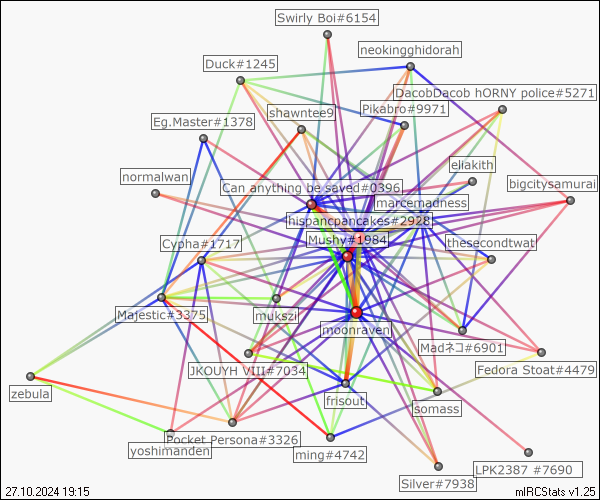 Swirly Boi#6154
neokingghidorah
Duck#1245
DacobDacob hORNY police#5271
shawntee9
Pikabro#9971
Eg.Master#1378
eliakith
normalwan
Can anything be saved#0396
bigcitysamurai
marcemadness
hispancpancakes#2928
Mushy#1984
Cypha#1717
thesecondtwat
Majestic#3375
mukszi
moonraven
Madネコ#6901
JKOUYH VIII#7034
Fedora Stoat#4479
zebula
frisout
somass
Pocket Persona#3326
yoshimanden
ming#4742
LPK2387 #7690
Silver#7938
27.10.2024 19:15
mIRCStats v1.25